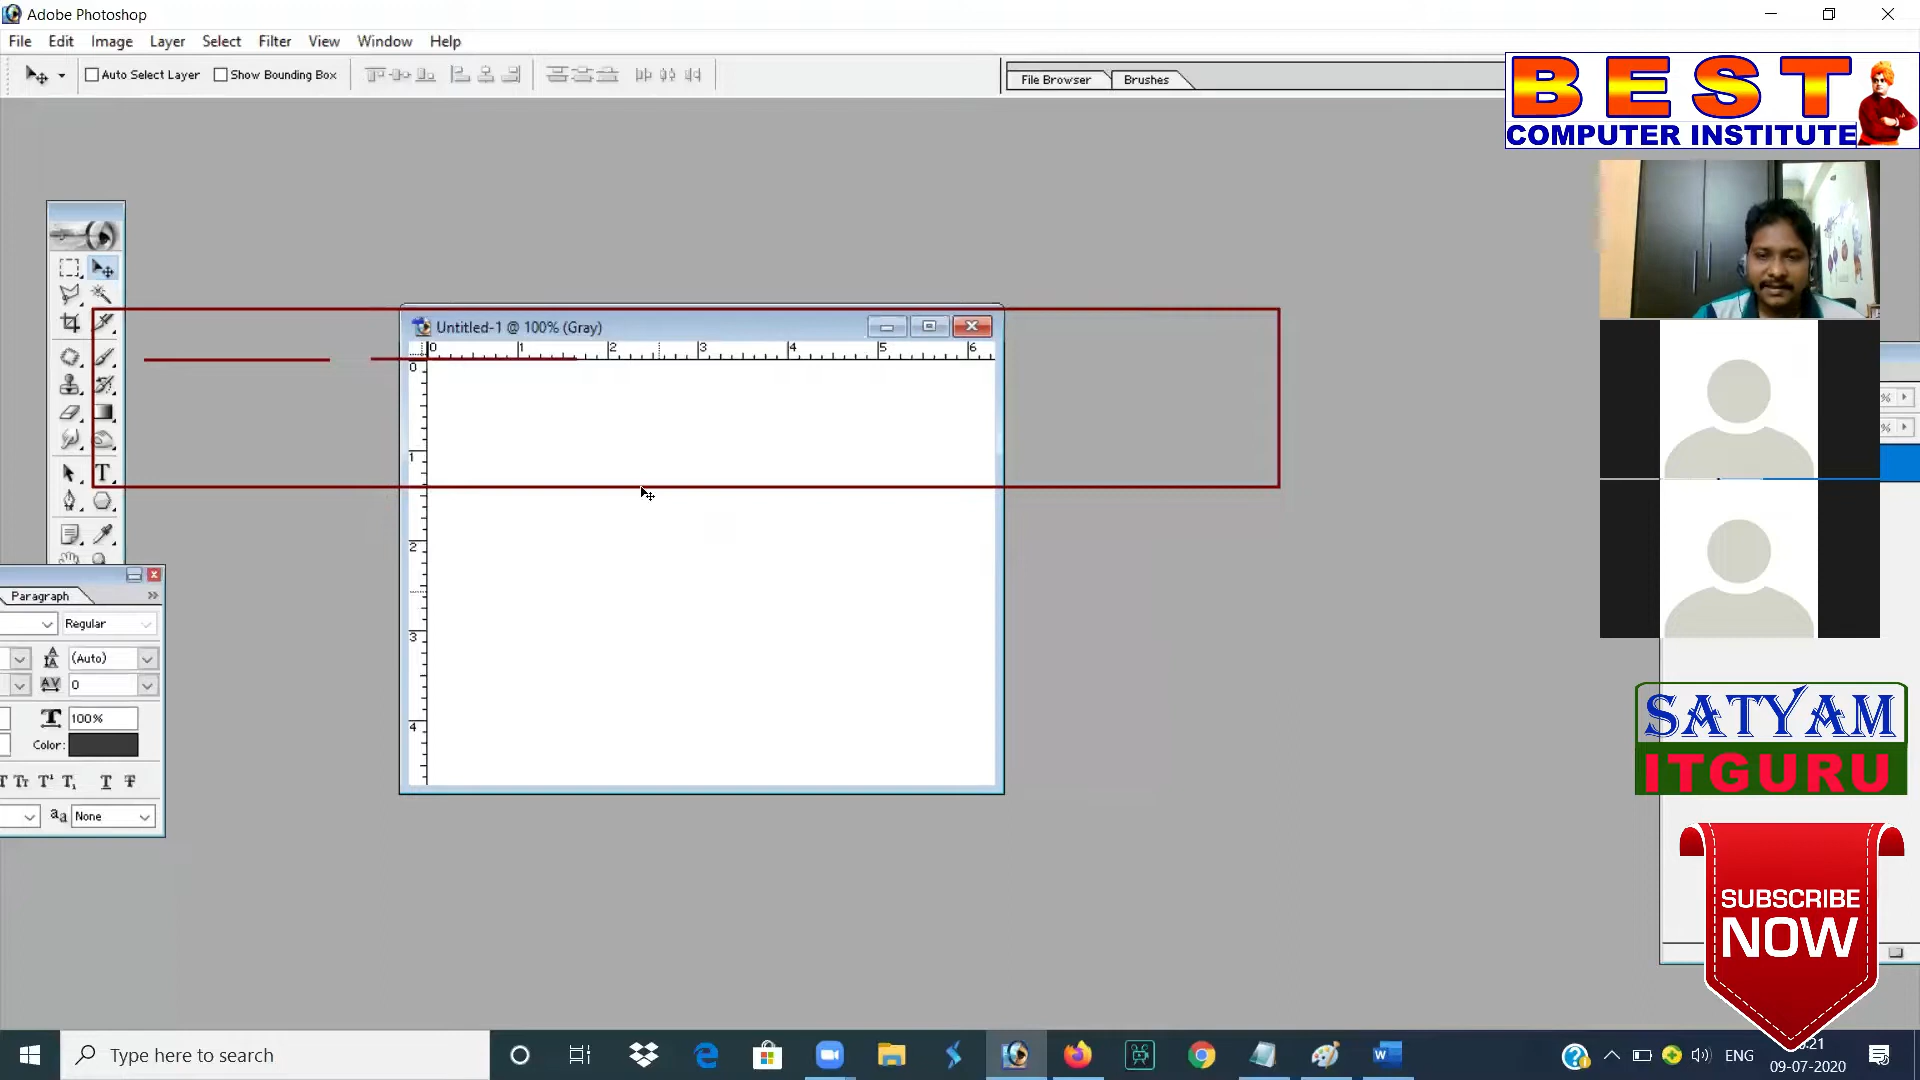 Adobe Photoshop
File Edit Image Layer Select Filter View Window Help
Auto Select Layer Show Bounding Box
File Browser Brushes
BEST
COMPUTER INSTITUTE
Untitled-1 @ 100% (Gray)
0 1 2 3 4 5 6
0
1
2
3
4
T
Paragraph
Regular
(Auto)
0
100%
Color:
None
%
%
SATYAM
ITGURU
SUBSCRIBE
NOW
Type here to search
ENG
:21
09-07-2020